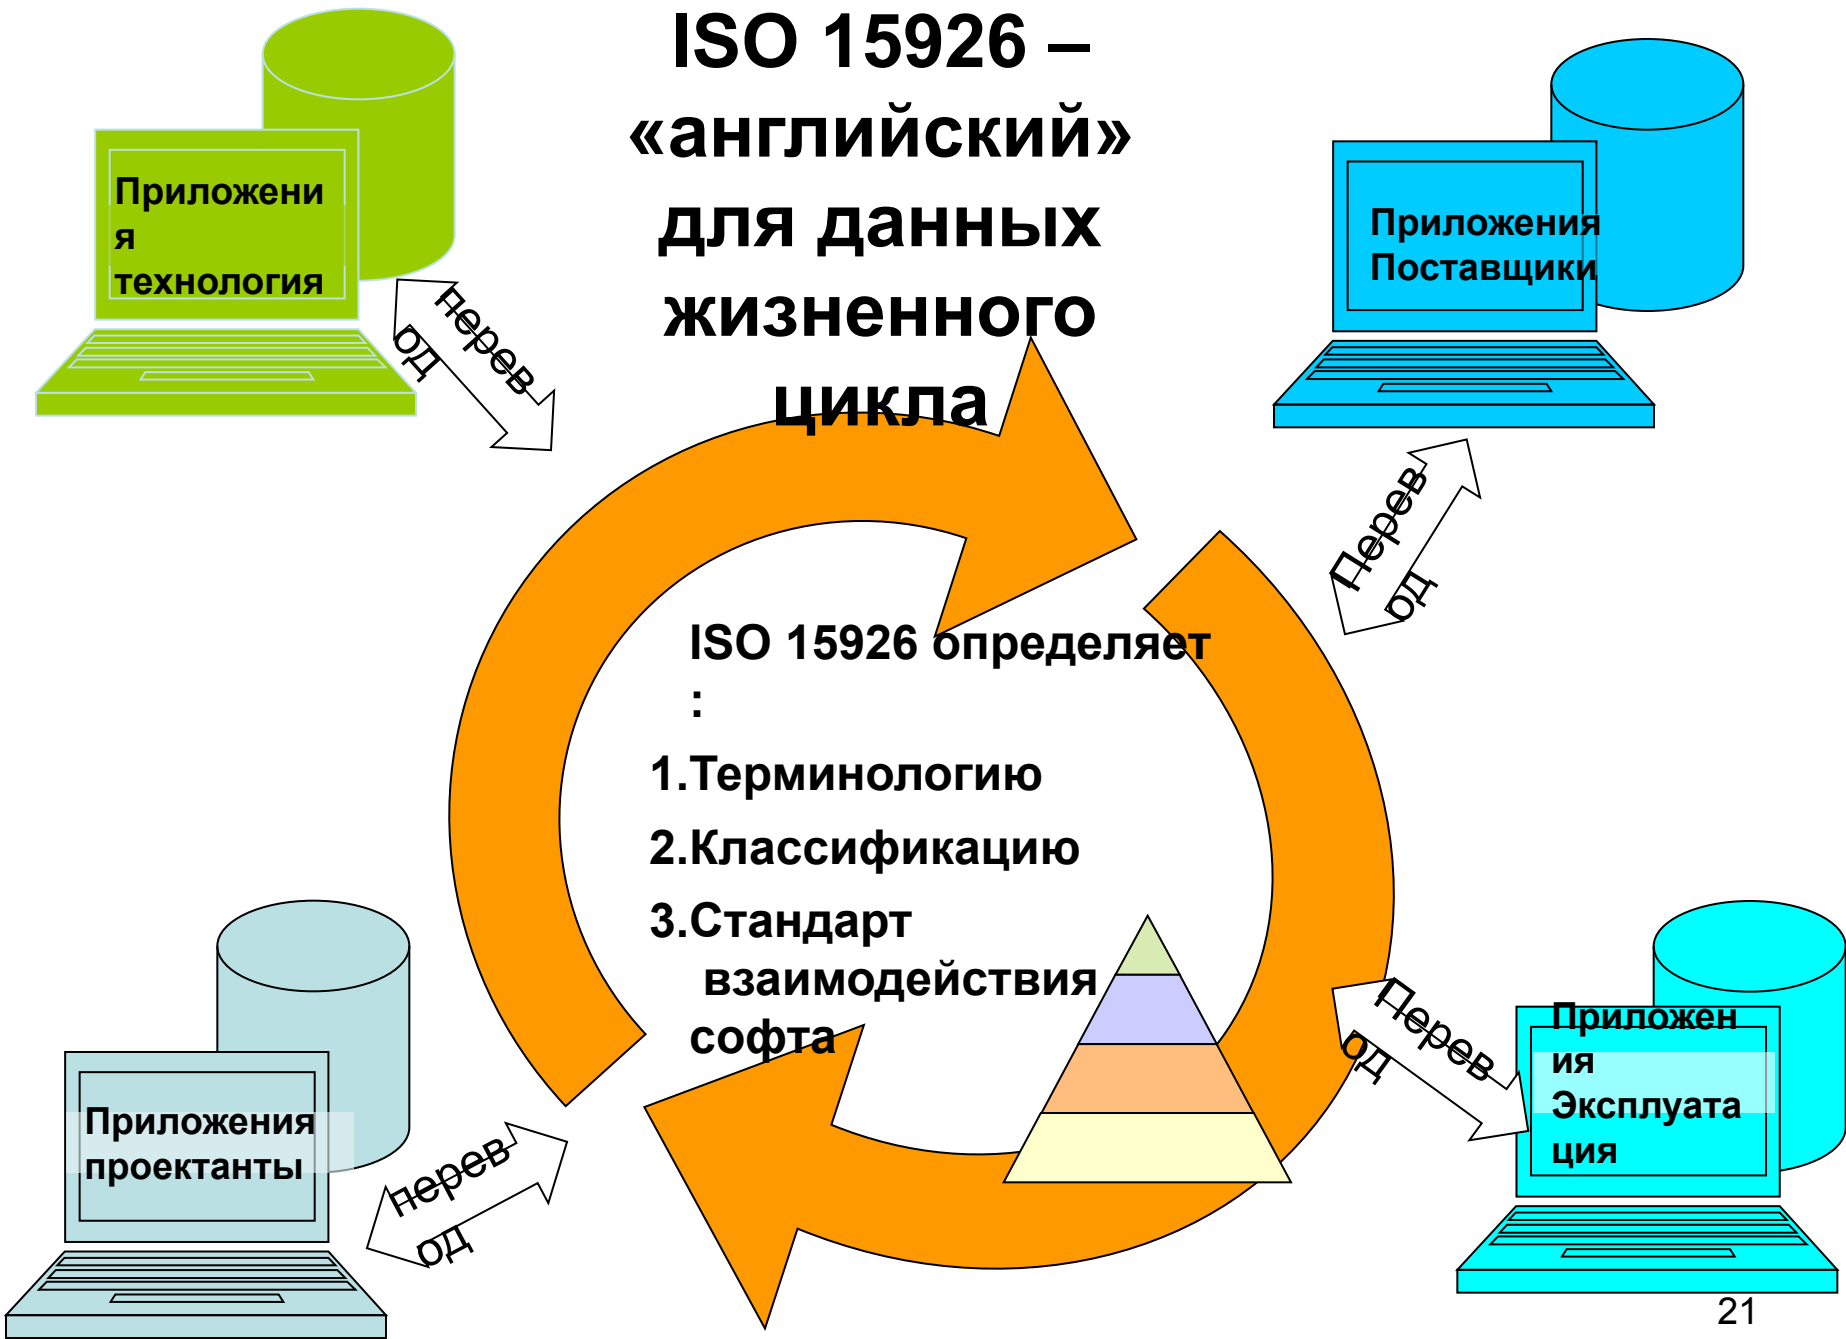 ISO 15926 –
«английский»
для данных
жизненного
цикла
Приложени
я
технология
перев
од
Приложения
Поставщики
Перев
од
ISO 15926 определяет
:
1.Терминологию
2.Классификацию
3.Стандарт
взаимодействия
софта
Приложения
проектанты
перев
од
Перев
од
Приложен
ия
Эксплуата
ция
21